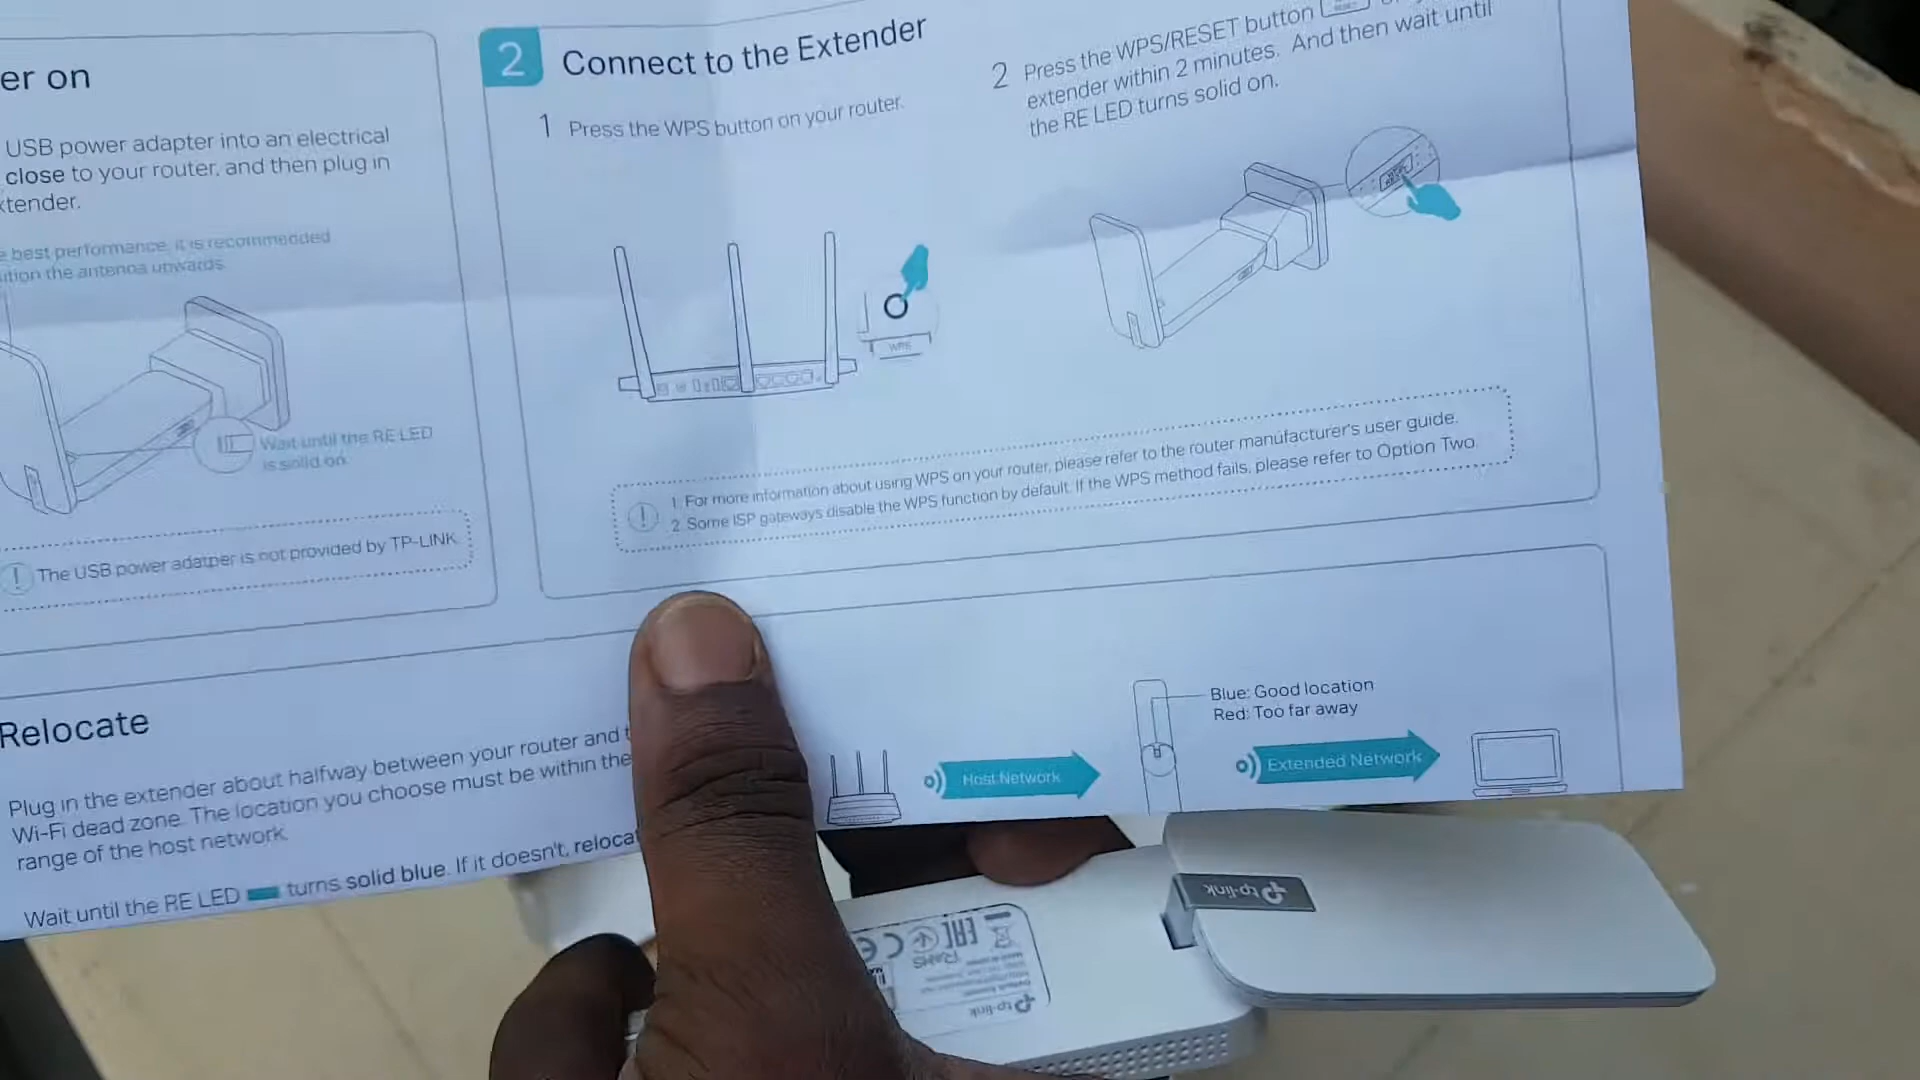 er on
USB power adapter into an electrical
close to your router, and then plug in
xtender.
e best performance, it is recommended
ition the antenna upwards.
Wait until the RE LED
is solid on.
! The USB power adatper is not provided by TP-LINK.
2 Connect to the Extender
1 Press the WPS button on your router.
WPS
2 Press the WPS/RESET button
extender within 2 minutes. And then wait until
the RE LED turns solid on.
! 1. For more information about using WPS on your router, please refer to the router manufacturer's user guide.
2. Some ISP gateways disable the WPS function by default. If the WPS method fails, please refer to Option Two.
Relocate
Plug in the extender about halfway between your router and t
Wi-Fi dead zone. The location you choose must be within the
range of the host network.
Wait until the RE LED turns solid blue. If it doesn't, relocat
Host Network
Blue: Good location
Red: Too far away
Extended Network
tp-link
EAC
CE
RoHS
tp-link